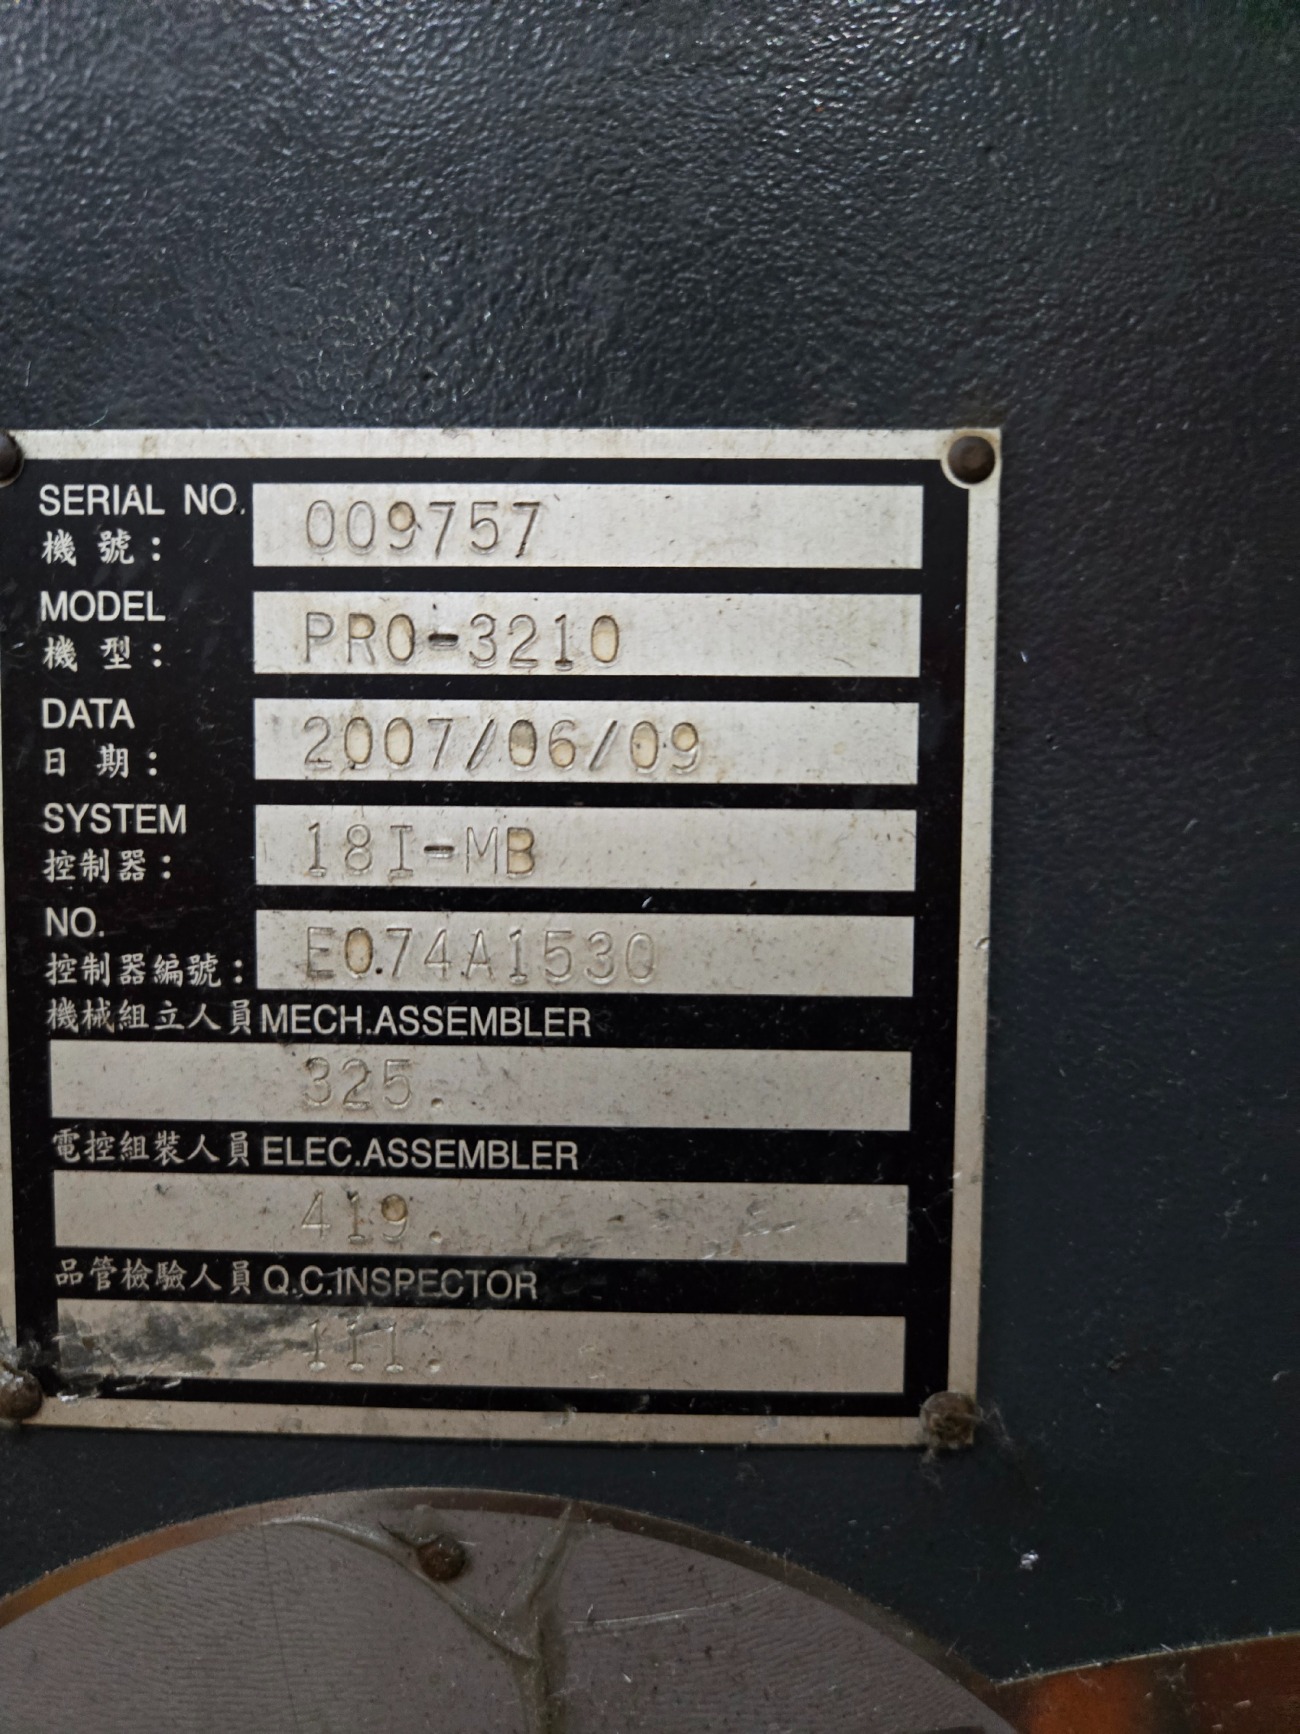 SERIAL NO. 009757
機 號：
MODEL PRO-3210
機 型：
DATA 2007/06/09
日 期：
SYSTEM 18I-MB
控制器：
NO. E074A1530
控制器編號：
機械組立人員 MECH.ASSEMBLER
325.
電控組裝人員 ELEC.ASSEMBLER
419.
品管檢驗人員 Q.C.INSPECTOR
111.